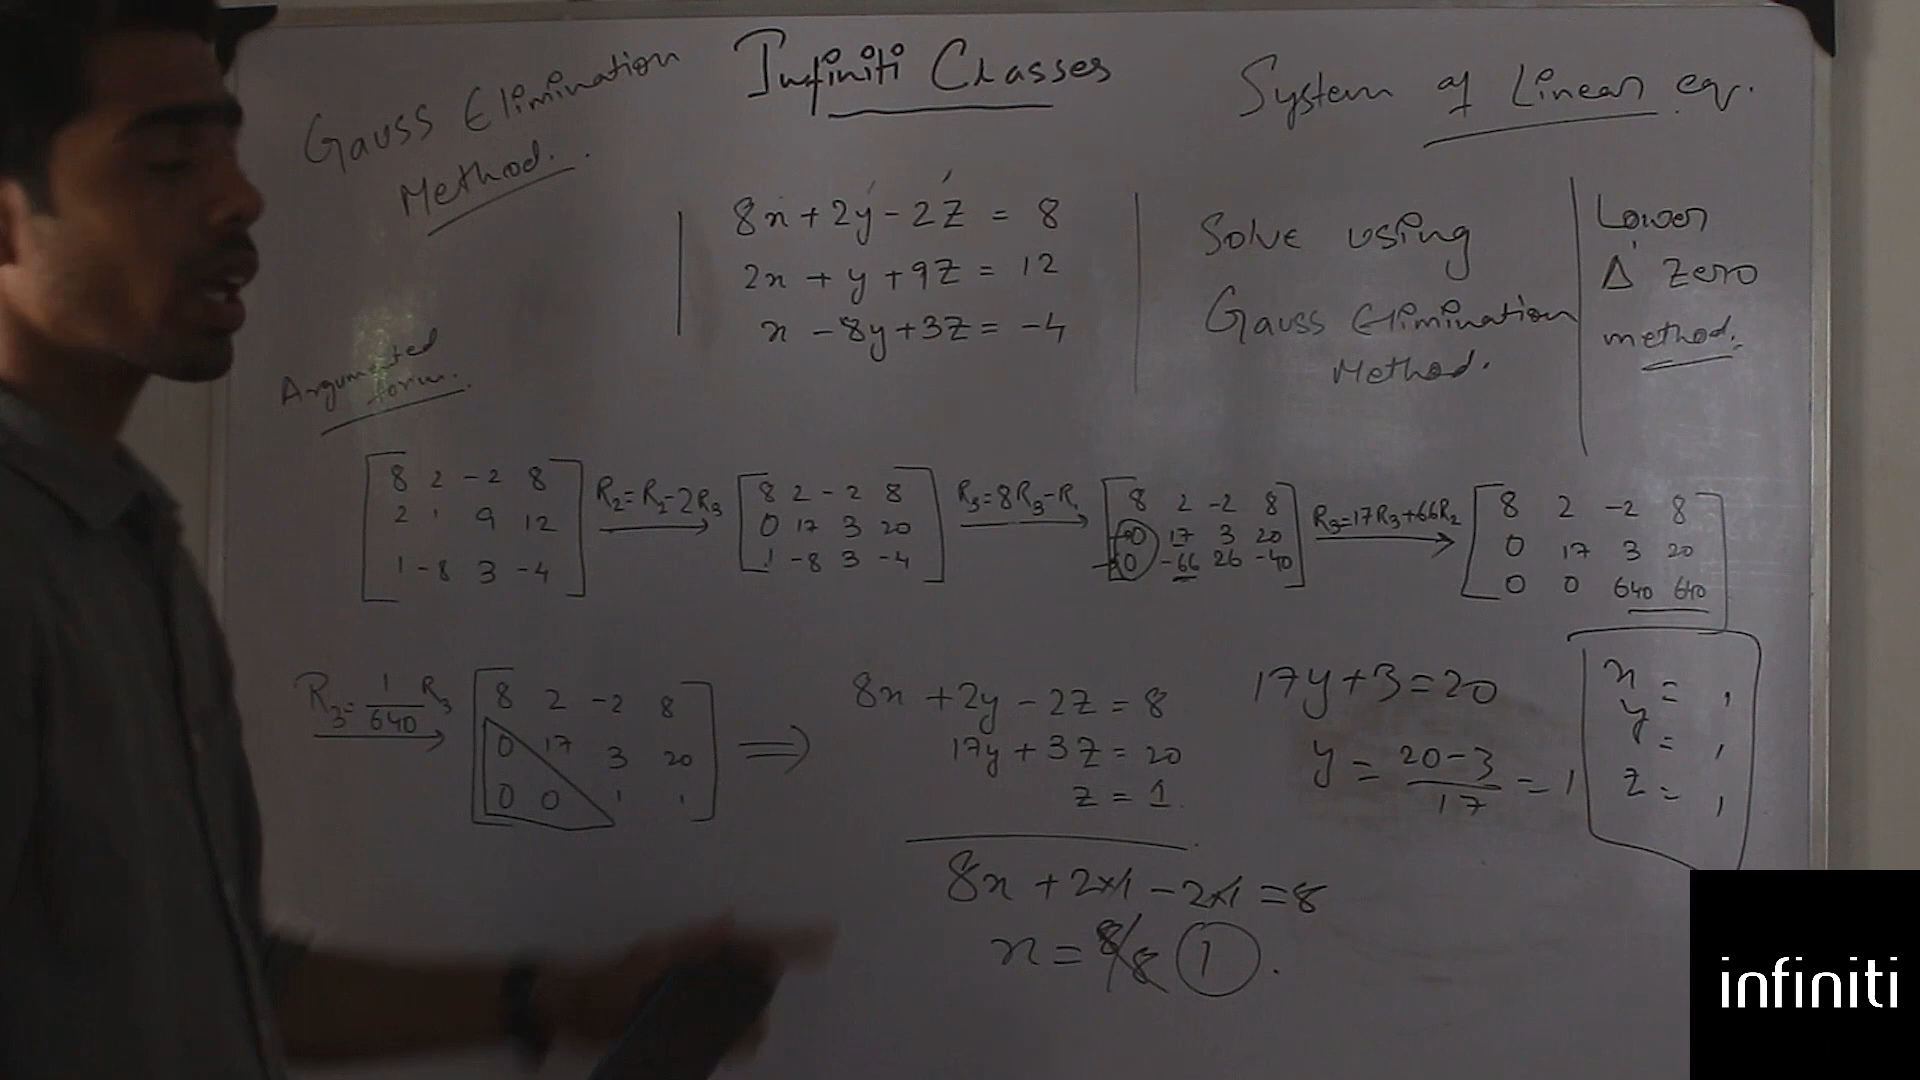 Gauss Elimination
Method.
Infiniti Classes
System of Linear eq.
8x + 2y - 2z = 8
2x + y + 9z = 12
x - 8y + 3z = -4
Solve using
Gauss Elimination
Method.
Lower
Δ Zero
method.
Argumented
form.
8 2 -2 8
2 1 9 12
1 -8 3 -4
R2=R2-2R3
8 2 -2 8
0 17 3 20
1 -8 3 -4
R3=8R3-R1
8 2 -2 8
0 17 3 20
0 -66 26 -40
R3=17R3+66R2
8 2 -2 8
0 17 3 20
0 0 640 640
R3=1/640 R3
8 2 -2 8
0 17 3 20
0 0 1 1
⇒
8x + 2y - 2z = 8
17y + 3z = 20
z = 1
17y+3=20
y = 20-3/17 = 1
x = 1
y = 1
z = 1
8x + 2×1 - 2×1 = 8
x = 8/8 1.
infiniti